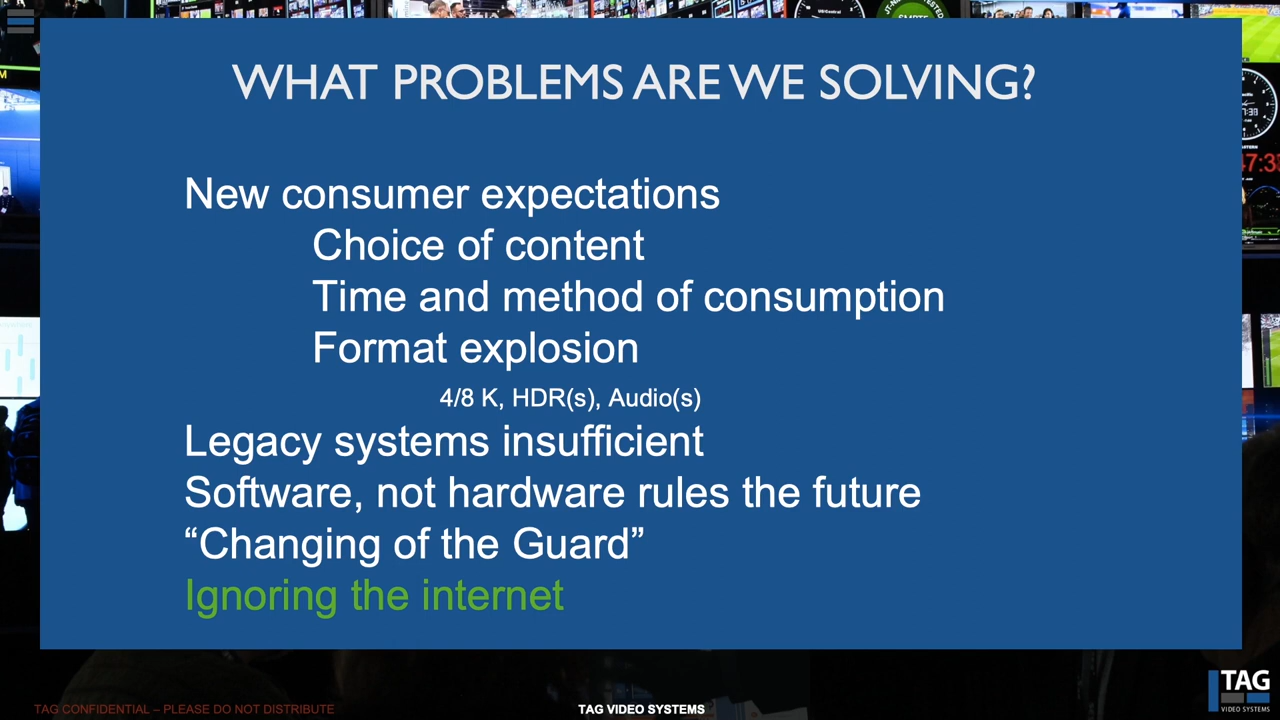 WHAT PROBLEMS ARE WE SOLVING?
New consumer expectations
Choice of content
Time and method of consumption
Format explosion
4/8 K, HDR(s), Audio(s)
Legacy systems insufficient
Software, not hardware rules the future
“Changing of the Guard”
Ignoring the internet
TAG CONFIDENTIAL – PLEASE DO NOT DISTRIBUTE
TAG VIDEO SYSTEMS
TAG
VIDEO SYSTEMS